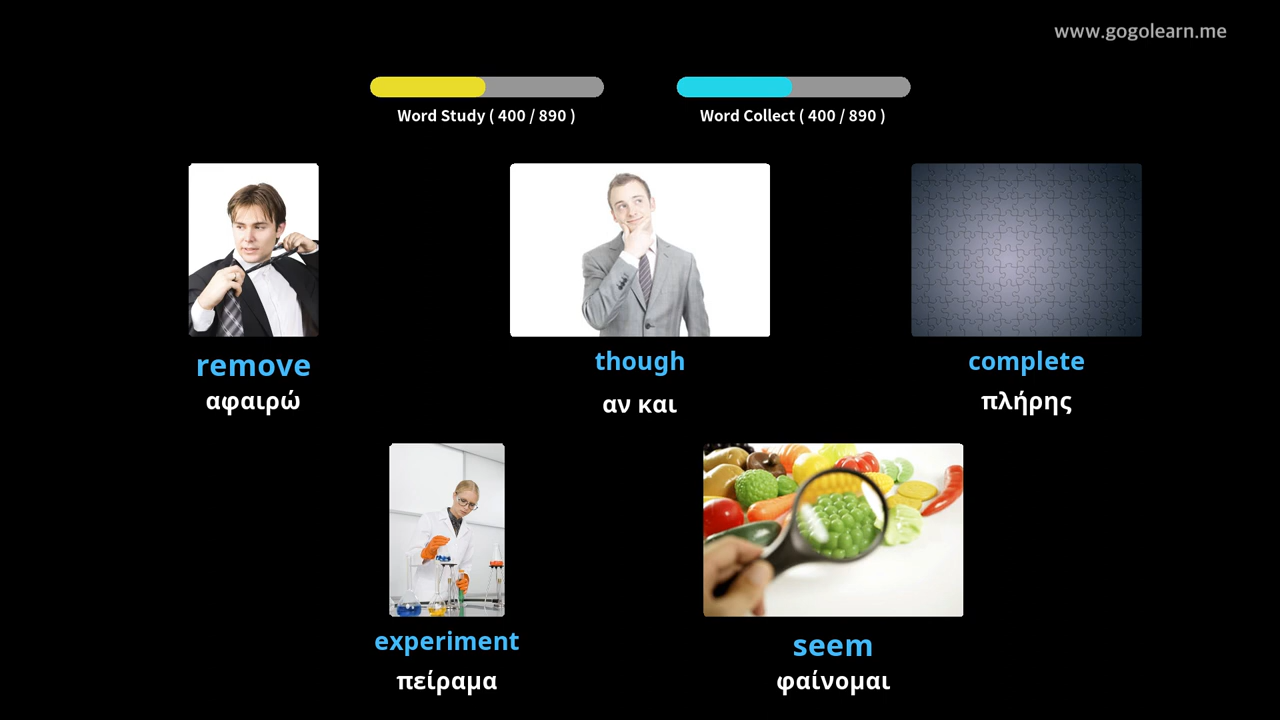 www.gogolearn.me
Word Study ( 400 / 890 )
Word Collect ( 400 / 890 )
remove
αφαιρώ
though
αν και
complete
πλήρης
experiment
πείραμα
seem
φαίνομαι